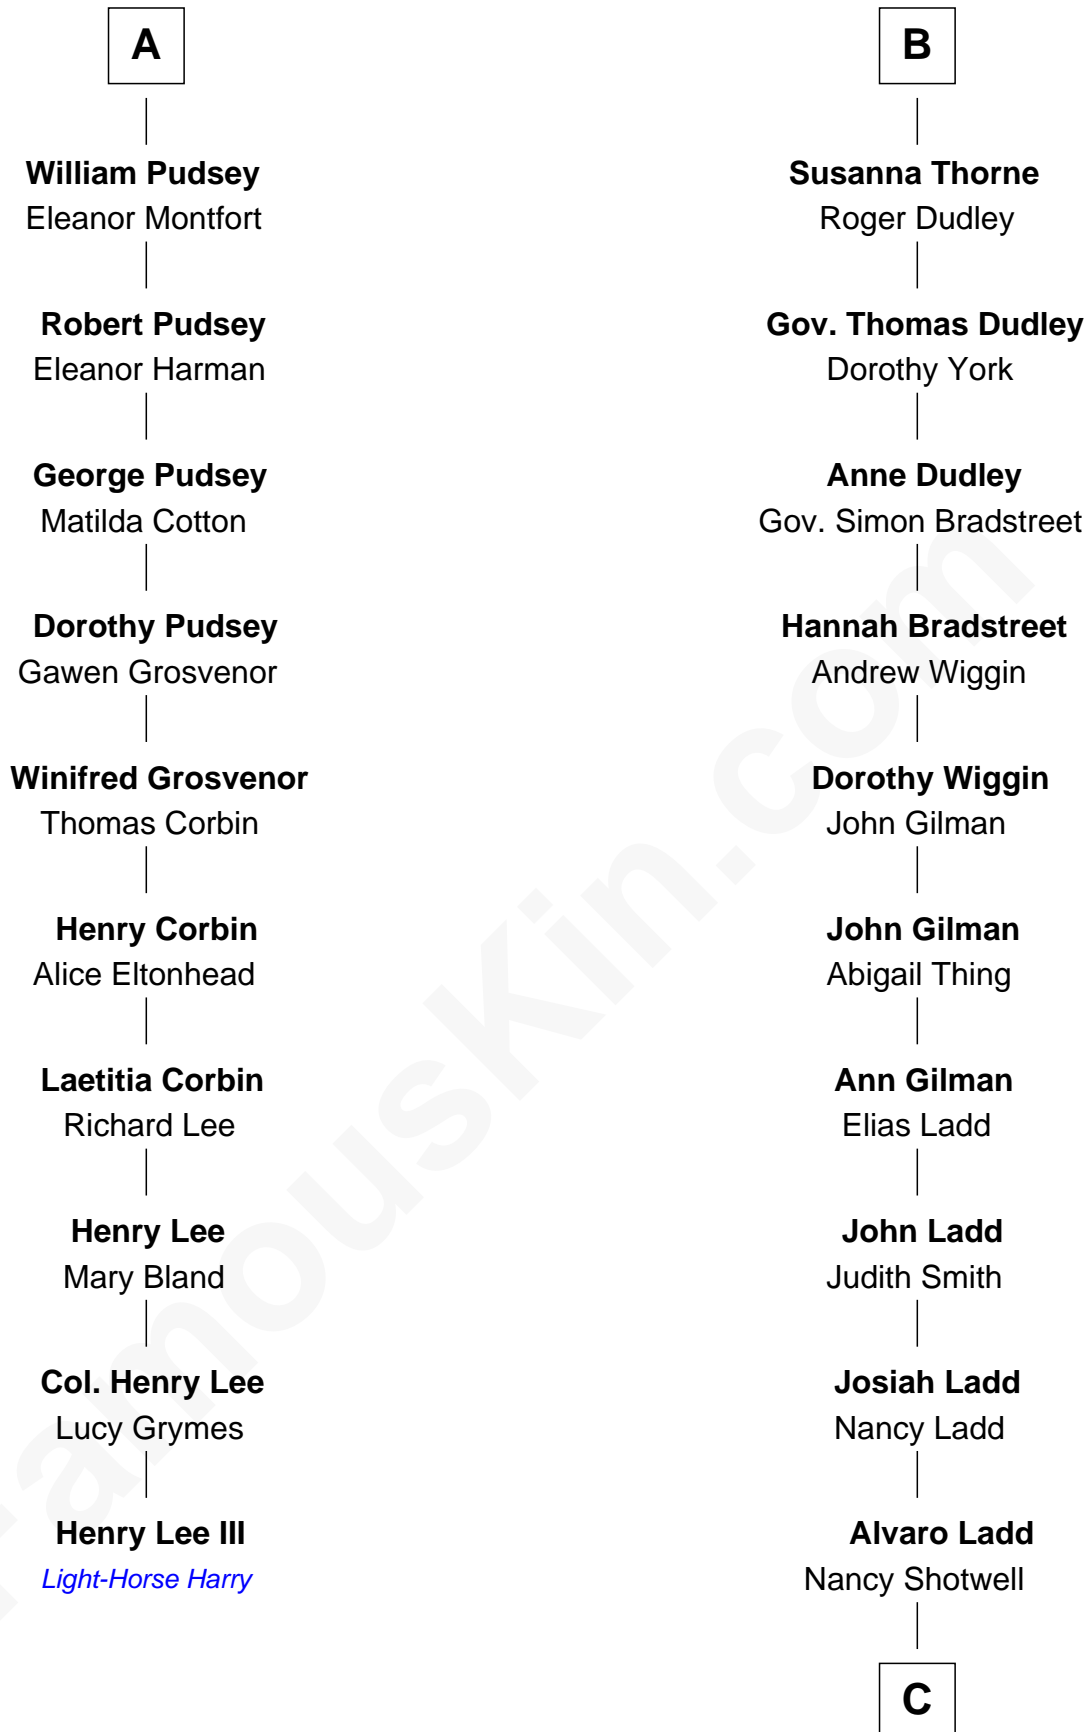 A
William Pudsey
Eleanor Montfort
Robert Pudsey
Eleanor Harman
George Pudsey
Matilda Cotton
Dorothy Pudsey
Gawen Grosvenor
Winifred Grosvenor
Thomas Corbin
Henry Corbin
Alice Eltonhead
Laetitia Corbin
Richard Lee
Henry Lee
Mary Bland
Col. Henry Lee
Lucy Grymes
Henry Lee III
Light-Horse Harry
B
Susanna Thorne
Roger Dudley
Gov. Thomas Dudley
Dorothy York
Anne Dudley
Gov. Simon Bradstreet
Hannah Bradstreet
Andrew Wiggin
Dorothy Wiggin
John Gilman
John Gilman
Abigail Thing
Ann Gilman
Elias Ladd
John Ladd
Judith Smith
Josiah Ladd
Nancy Ladd
Alvaro Ladd
Nancy Shotwell
C
FamousKin.com